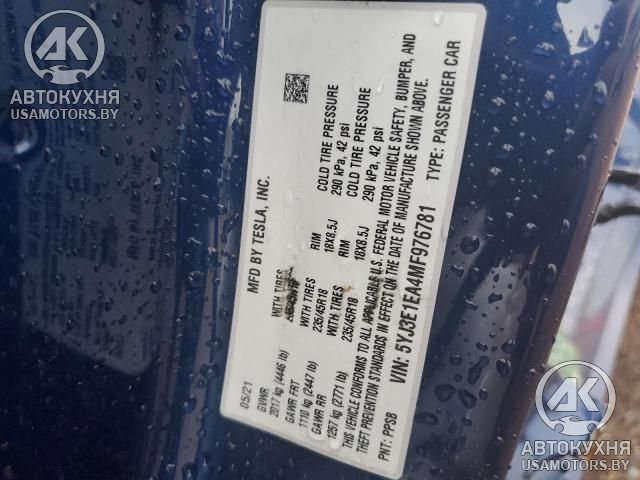 AK
АВТОКУХНЯ
USAMOTORS.BY
MFD BY TESLA, INC.
05/21
GVWR
2017 kg (4446 lb)
GAWR FRT WITH TIRES RIM COLD TIRE PRESSURE
1110 kg (2447 lb) 235/45R18 18X8.5J 290 kPa, 42 psi
GAWR RR WITH TIRES RIM COLD TIRE PRESSURE
1257 kg (2771 lb) 235/45R18 18X8.5J 290 kPa, 42 psi
THIS VEHICLE CONFORMS TO ALL APPLICABLE U.S. FEDERAL MOTOR VEHICLE SAFETY, BUMPER, AND
THEFT PREVENTION STANDARDS IN EFFECT ON THE DATE OF MANUFACTURE SHOWN ABOVE.
VIN: 5YJ3E1EA4MF976781
PNT: PPSB TYPE: PASSENGER CAR
AK
АВТОКУХНЯ
USAMOTORS.BY